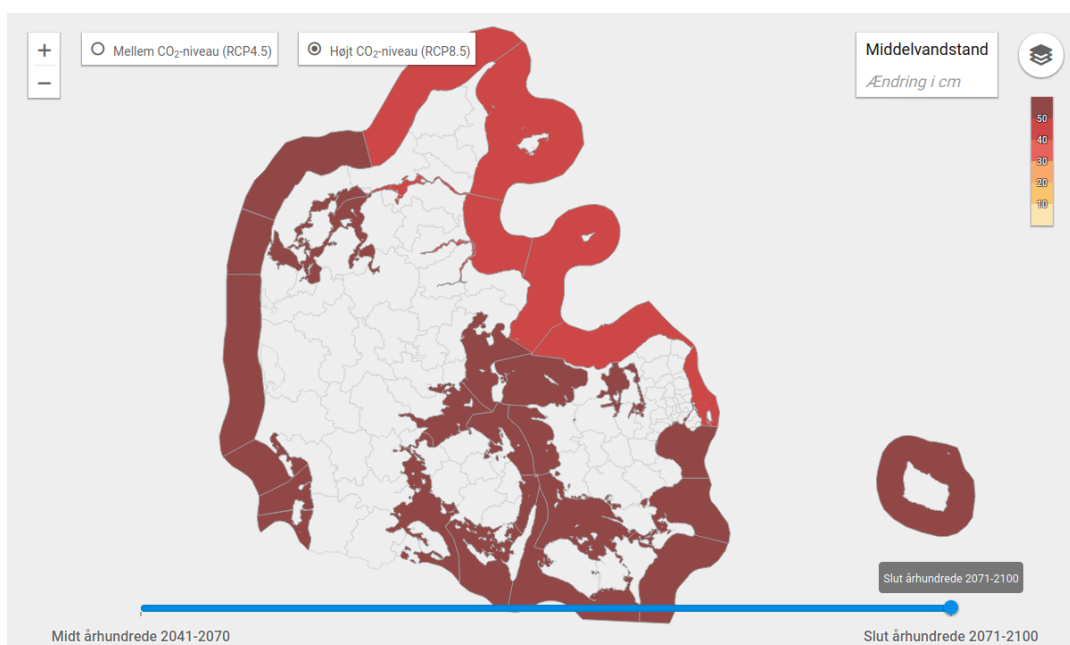 +
Mellem CO₂-niveau (RCP4.5)
Højt CO₂-niveau (RCP8.5)
Middelvandstand
Ændring i cm
−
50
40
30
20
10
Slut århundrede 2071-2100
Midt århundrede 2041-2070
Slut århundrede 2071-2100